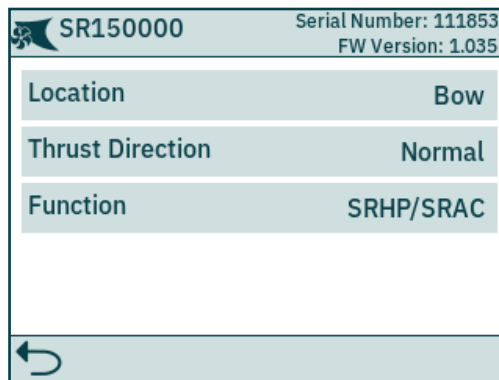 SR150000
Serial Number: 111853
FW Version: 1.035
Location Bow
Thrust Direction Normal
Function SRHP/SRAC